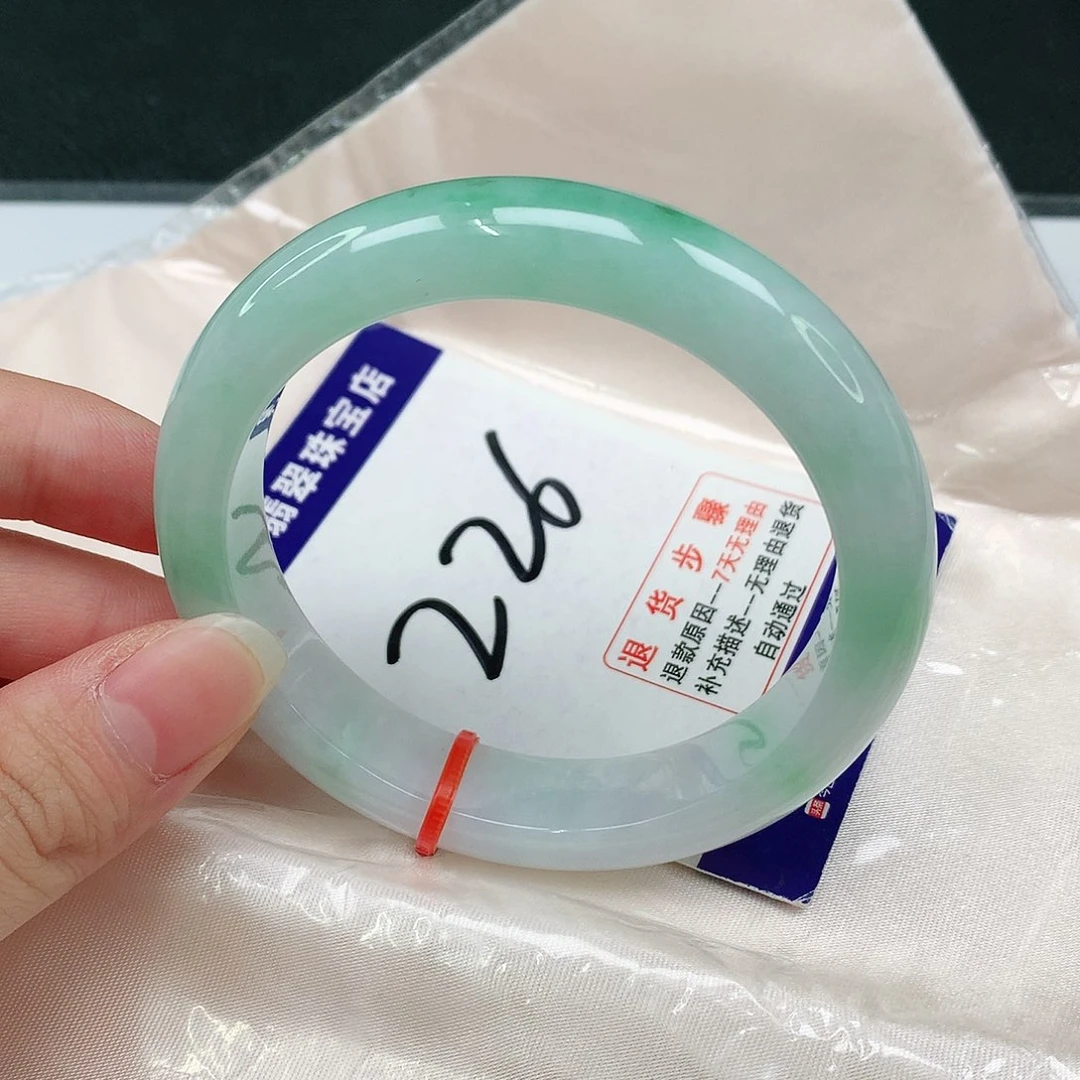 翡翠珠宝店
226
退货步骤
退款原因--7天无理由
补充描述--无理由退货
自动通过